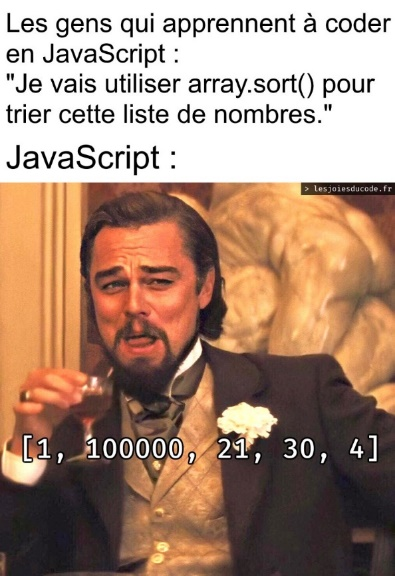 Les gens qui apprennent à coder
en JavaScript :
"Je vais utiliser array.sort() pour
trier cette liste de nombres."
JavaScript :
> lesjoiesducode.fr
[1, 100000, 21, 30, 4]